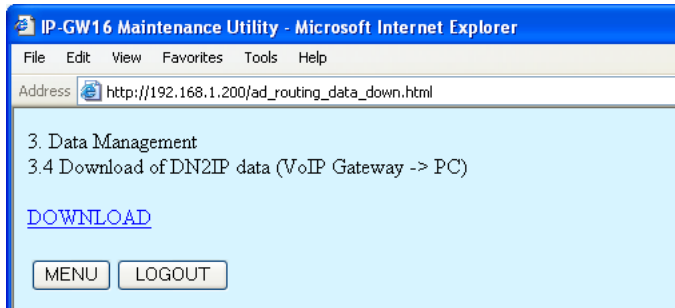 IP-GW16 Maintenance Utility - Microsoft Internet Explorer
File Edit View Favorites Tools Help
Address http://192.168.1.200/ad_routing_data_down.html
3. Data Management
3.4 Download of DN2IP data (VoIP Gateway -> PC)
DOWNLOAD
MENU LOGOUT